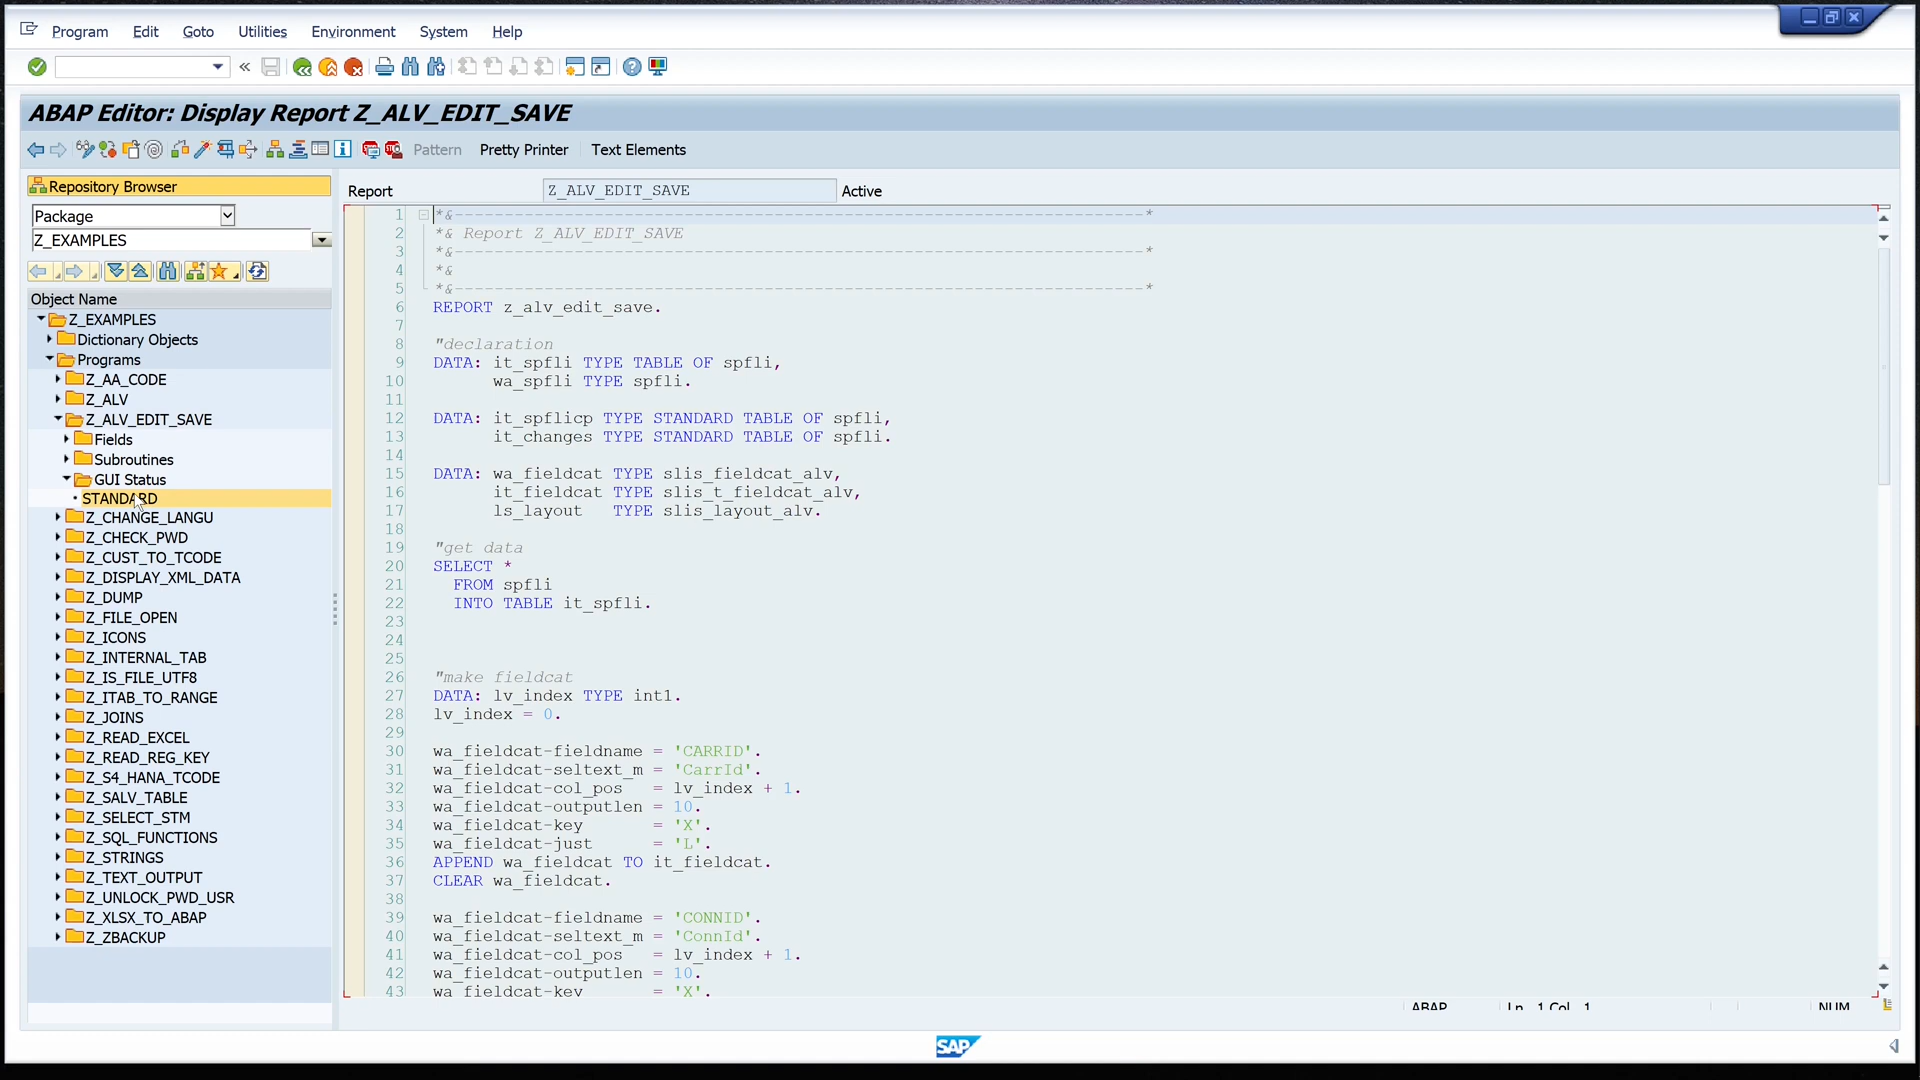 Program Edit Goto Utilities Environment System Help
ABAP Editor: Display Report Z_ALV_EDIT_SAVE
Pattern Pretty Printer Text Elements
Repository Browser
Package
Z_EXAMPLES
Object Name
Z_EXAMPLES
Dictionary Objects
Programs
Z_AA_CODE
Z_ALV
Z_ALV_EDIT_SAVE
Fields
Subroutines
GUI Status
STANDARD
Z_CHANGE_LANGU
Z_CHECK_PWD
Z_CUST_TO_TCODE
Z_DISPLAY_XML_DATA
Z_DUMP
Z_FILE_OPEN
Z_ICONS
Z_INTERNAL_TAB
Z_IS_FILE_UTF8
Z_ITAB_TO_RANGE
Z_JOINS
Z_READ_EXCEL
Z_READ_REG_KEY
Z_S4_HANA_TCODE
Z_SALV_TABLE
Z_SELECT_STM
Z_SQL_FUNCTIONS
Z_STRINGS
Z_TEXT_OUTPUT
Z_UNLOCK_PWD_USR
Z_XLSX_TO_ABAP
Z_ZBACKUP
Report Z_ALV_EDIT_SAVE Active
1 *&---------------------------------------------------------------------*
2 *& Report Z_ALV_EDIT_SAVE
3 *&---------------------------------------------------------------------*
4 *&
5 *&---------------------------------------------------------------------*
6 REPORT z_alv_edit_save.
7
8 "declaration
9 DATA: it_spfli TYPE TABLE OF spfli,
10 wa_spfli TYPE spfli.
11
12 DATA: it_spflicp TYPE STANDARD TABLE OF spfli,
13 it_changes TYPE STANDARD TABLE OF spfli.
14
15 DATA: wa_fieldcat TYPE slis_fieldcat_alv,
16 it_fieldcat TYPE slis_t_fieldcat_alv,
17 ls_layout TYPE slis_layout_alv.
18
19 "get data
20 SELECT *
21 FROM spfli
22 INTO TABLE it_spfli.
23
24
25
26 "make fieldcat
27 DATA: lv_index TYPE int1.
28 lv_index = 0.
29
30 wa_fieldcat-fieldname = 'CARRID'.
31 wa_fieldcat-seltext_m = 'CarrId'.
32 wa_fieldcat-col_pos = lv_index + 1.
33 wa_fieldcat-outputlen = 10.
34 wa_fieldcat-key = 'X'.
35 wa_fieldcat-just = 'L'.
36 APPEND wa_fieldcat TO it_fieldcat.
37 CLEAR wa_fieldcat.
38
39 wa_fieldcat-fieldname = 'CONNID'.
40 wa_fieldcat-seltext_m = 'ConnId'.
41 wa_fieldcat-col_pos = lv_index + 1.
42 wa_fieldcat-outputlen = 10.
43 wa_fieldcat-key = 'X'.
ABAP Ln 1 Col 1 NUM
SAP